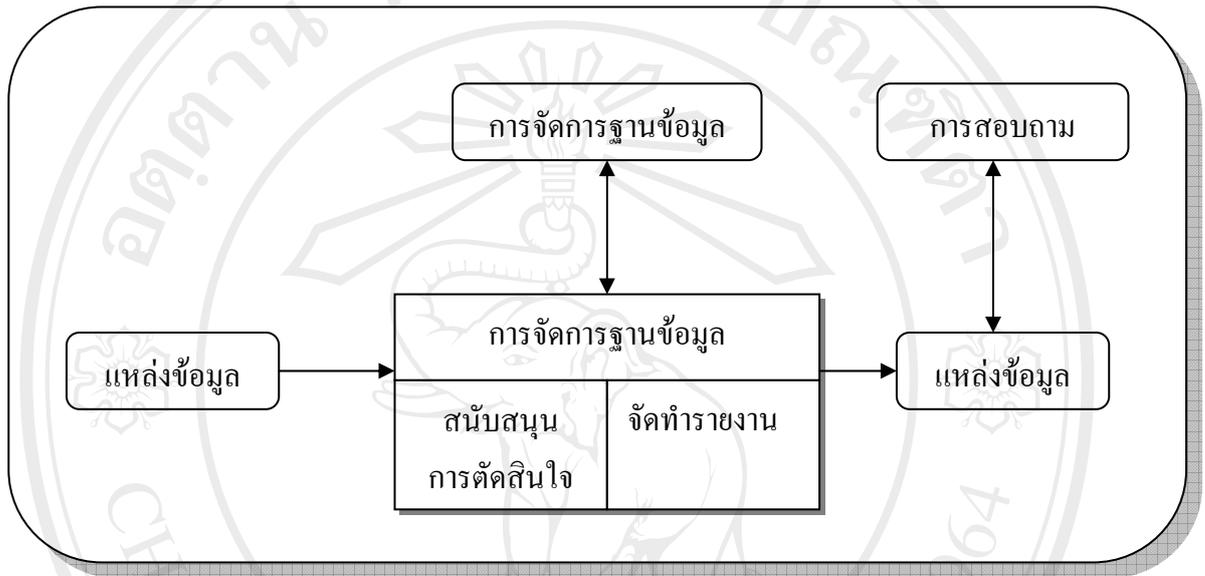 การจัดการฐานข้อมูล
การสอบถาม
การจัดการฐานข้อมูล
แหล่งข้อมูล
แหล่งข้อมูล
สนับสนุน
การตัดสินใจ
จัดทำรายงาน